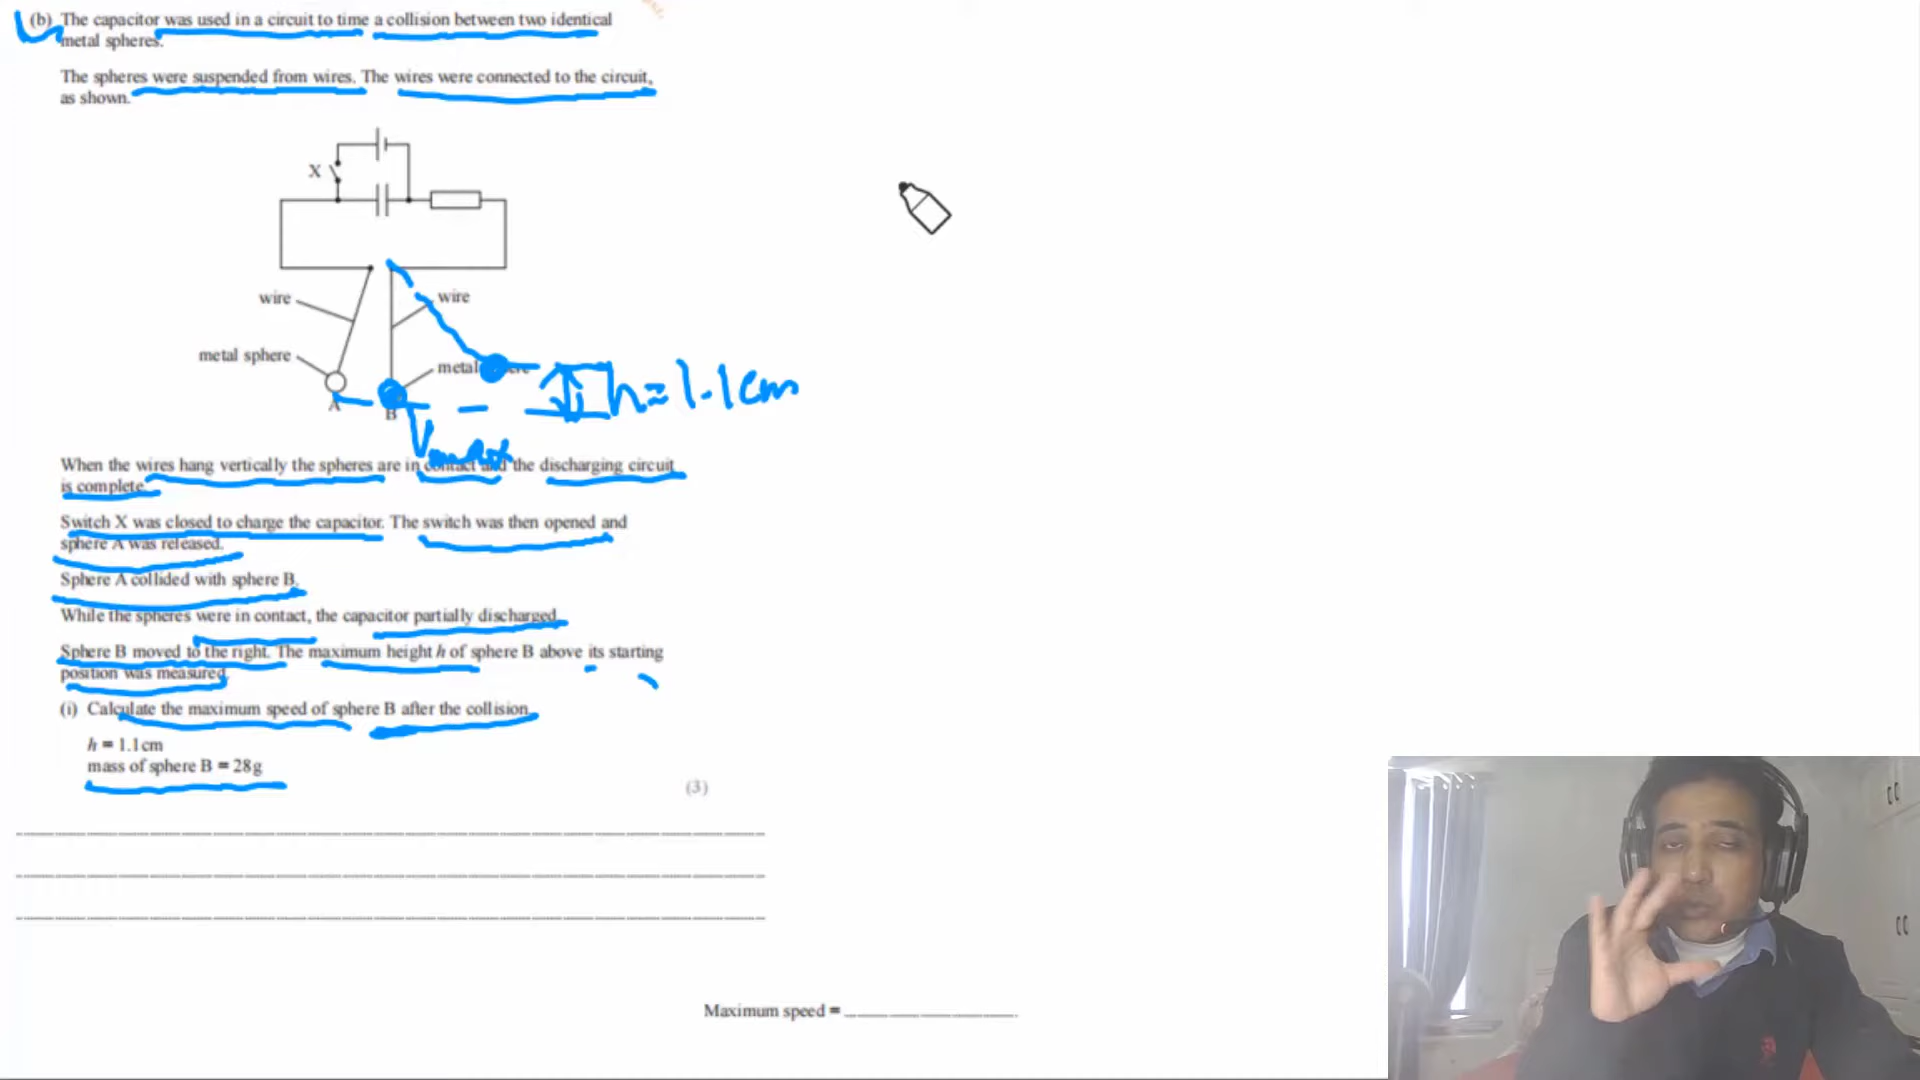 (b) The capacitor was used in a circuit to time a collision between two identical
metal spheres.
The spheres were suspended from wires. The wires were connected to the circuit,
as shown.
X
wire
wire
metal sphere
metal
h = 1.1cm
A
B
Vmax
When the wires hang vertically the spheres are in contact and the discharging circuit
is complete.
Switch X was closed to charge the capacitor. The switch was then opened and
sphere A was released.
Sphere A collided with sphere B.
While the spheres were in contact, the capacitor partially discharged.
Sphere B moved to the right. The maximum height h of sphere B above its starting
position was measured.
(i) Calculate the maximum speed of sphere B after the collision.
h = 1.1cm
mass of sphere B = 28g
(3)
Maximum speed =